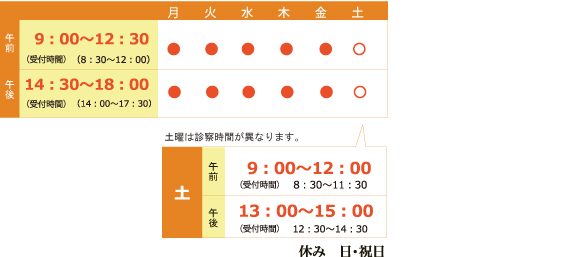 月 火 水 木 金 土
午前 9：00～12：30 ● ● ● ● ● ○
（受付時間）（8：30～12：00）
午後 14：30～18：00 ● ● ● ● ● ○
（受付時間）（14：00～17：30）
土曜は診察時間が異なります。
土
午前 9：00～12：00
（受付時間） 8：30～11：30
午後 13：00～15：00
（受付時間） 12：30～14：30
休み 日・祝日